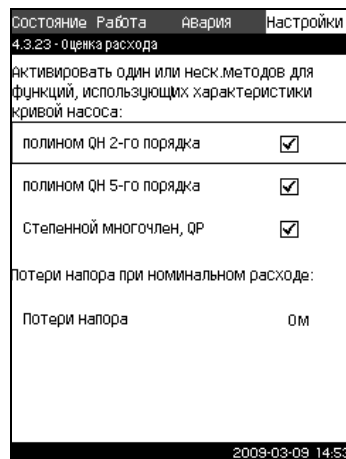 Состояние Работа Авария Настройки
4.3.23 - Оценка расхода
Активировать один или неск.методов для
функций, использующих характеристики
кривой насоса:
полином QH 2-го порядка
полином QH 5-го порядка
Степенной многочлен, QP
Потери напора при номинальном расходе:
Потери напора 0м
2009-03-09 14:53